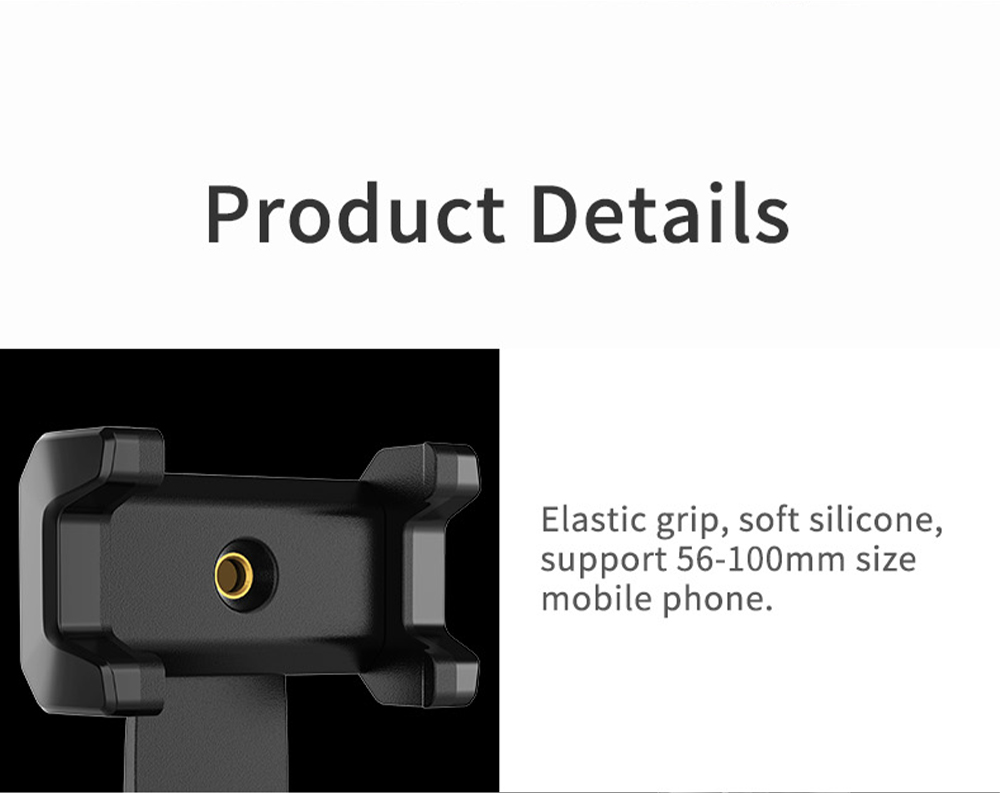 Product Details
Elastic grip, soft silicone,
support 56-100mm size
mobile phone.